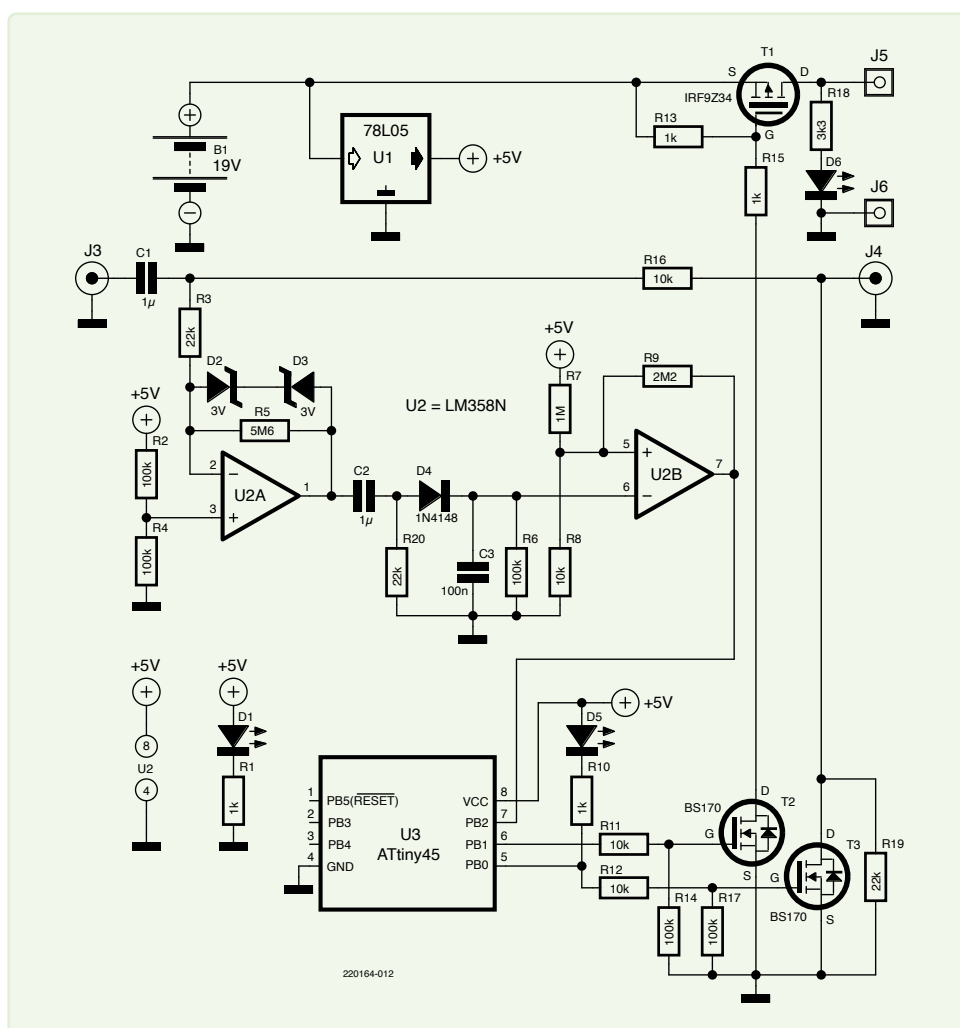 T1
J5
S
D
R18
IRF9Z34
3k3
R13
1k
G
78L05
U1
+5V
+
B1
19V
–
R15
1k
D6
J6
J3
C1
1µ
R16
10k
J4
R3
22k
D2
D3
3V
3V
R5
5M6
+5V
+
R2
100k
R4
100k
U2 = LM358N
+5V
+
R7
1M
R9
2M2
2
–
U2A
1
3
+
C2
1µ
D4
1N4148
5
+
U2B
7
6
–
R20
22k
C3
100n
R6
100k
R8
10k
+5V
+
8
U2
4
+5V
+
D1
R1
1k
+
+5V
D5
R10
1k
1
PB5(RESET)
2
PB3
3
PB4
4
GND
U3
ATtiny45
VCC
8
PB2
7
PB1
6
PB0
5
R11
10k
R12
10k
BS170
D
T2
G
S
D
T3
G
BS170
S
R19
22k
R14
100k
R17
100k
220164-012